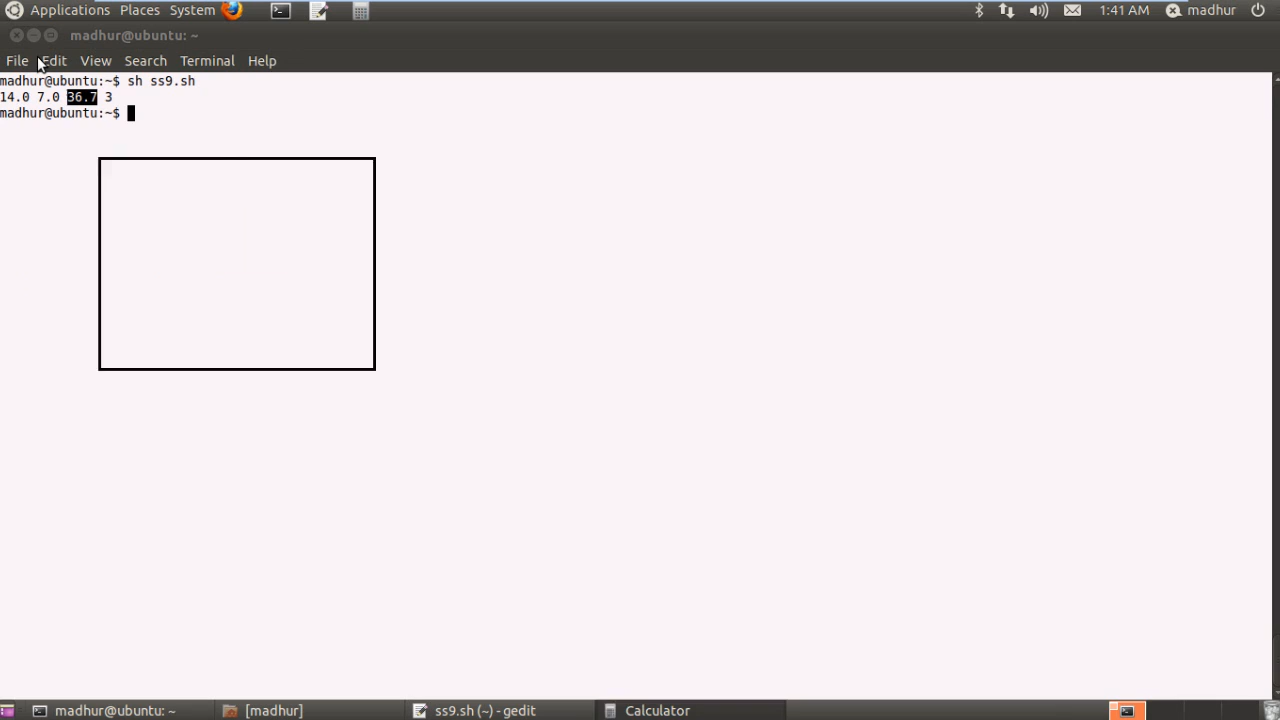 Applications Places System 1:41 AM madhur
madhur@ubuntu: ~
File Edit View Search Terminal Help
madhur@ubuntu:~$ sh ss9.sh
14.0 7.0 36.7 3
madhur@ubuntu:~$
madhur@ubuntu: ~ [madhur] ss9.sh (~) - gedit Calculator